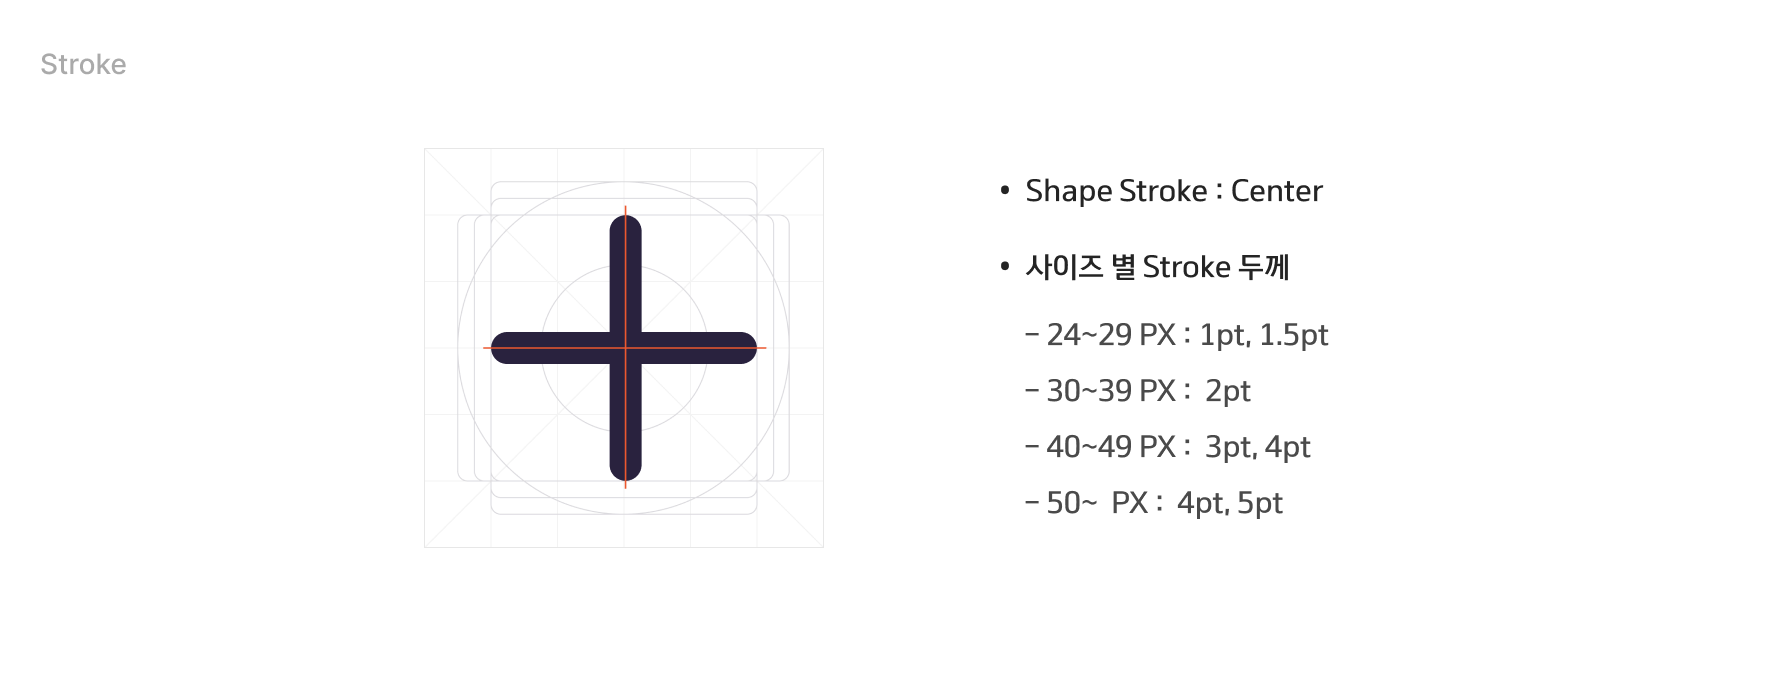 Stroke
• Shape Stroke : Center
• 사이즈 별 Stroke 두께
- 24~29 PX : 1pt, 1.5pt
- 30~39 PX : 2pt
- 40~49 PX : 3pt, 4pt
- 50~ PX : 4pt, 5pt